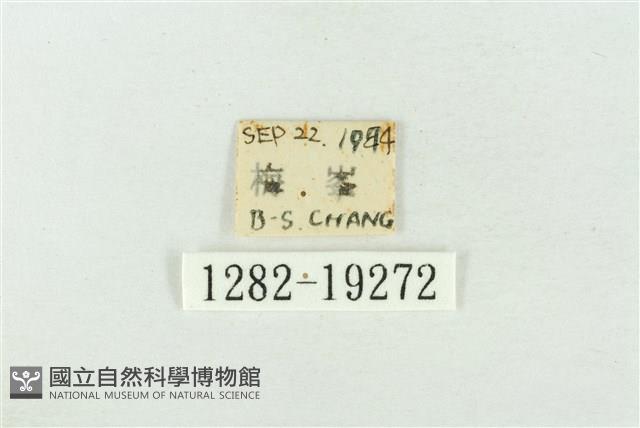 SEP 22. 1984
梅峯
B-S. CHANG
1282-19272
國立自然科學博物館
NATIONAL MUSEUM OF NATURAL SCIENCE